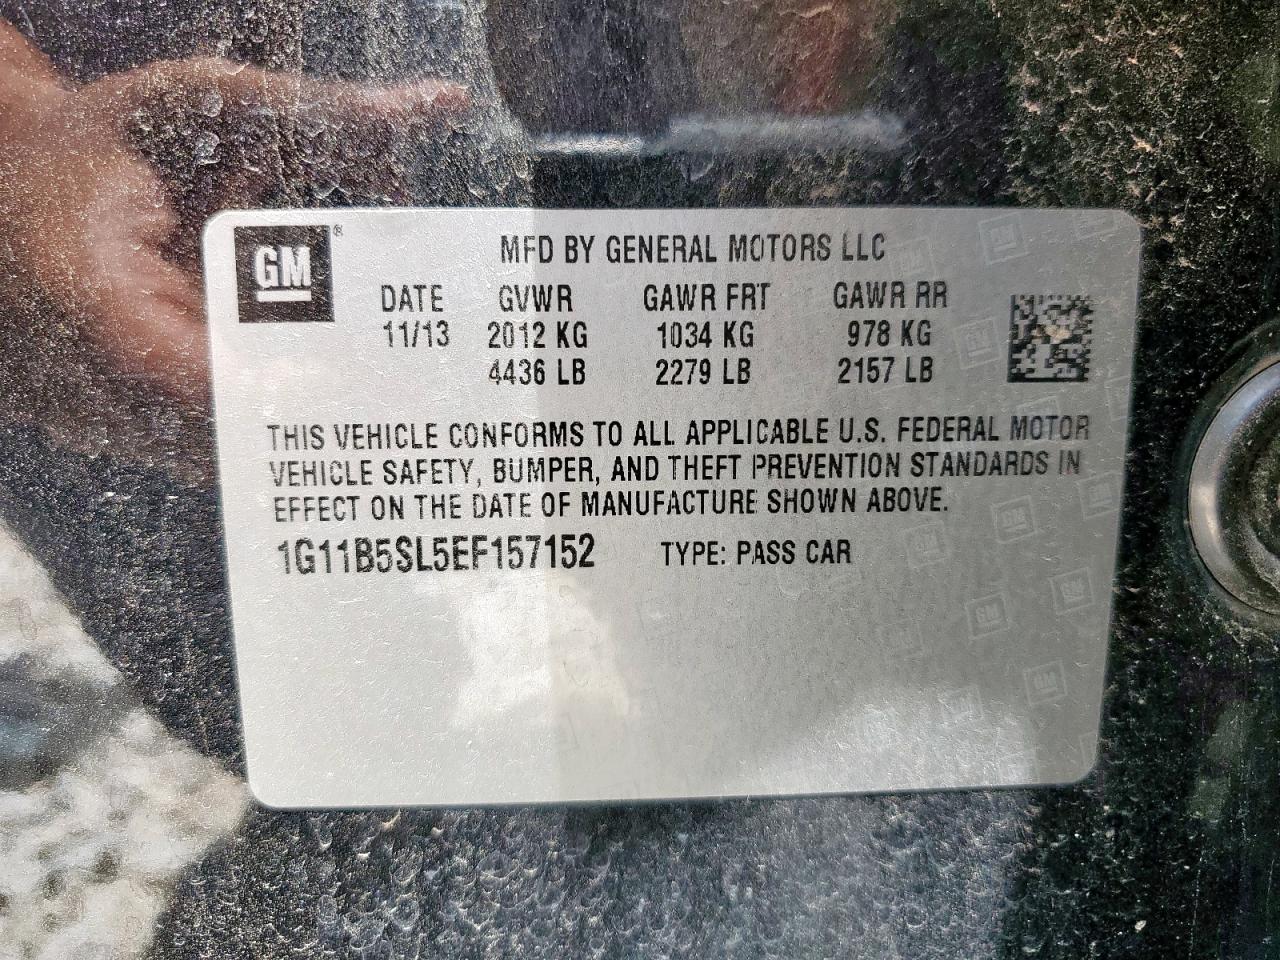 GM®
MFD BY GENERAL MOTORS LLC
DATE GVWR GAWR FRT GAWR RR
11/13 2012 KG 1034 KG 978 KG
4436 LB 2279 LB 2157 LB
THIS VEHICLE CONFORMS TO ALL APPLICABLE U.S. FEDERAL MOTOR
VEHICLE SAFETY, BUMPER, AND THEFT PREVENTION STANDARDS IN
EFFECT ON THE DATE OF MANUFACTURE SHOWN ABOVE.
1G11B5SL5EF157152 TYPE: PASS CAR